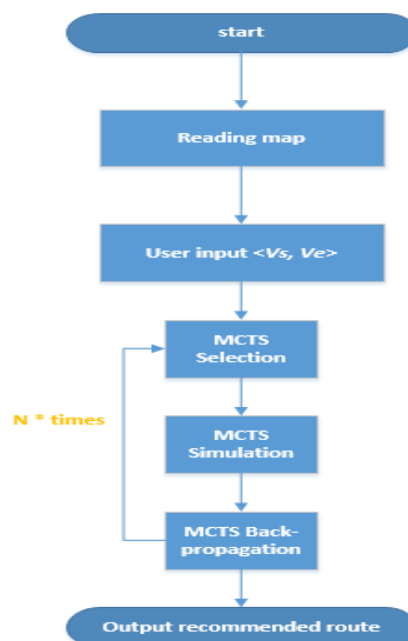 start
Reading map
User input <Vs, Ve>
MCTS
Selection
N * times
MCTS
Simulation
MCTS Back-
propagation
Output recommended route